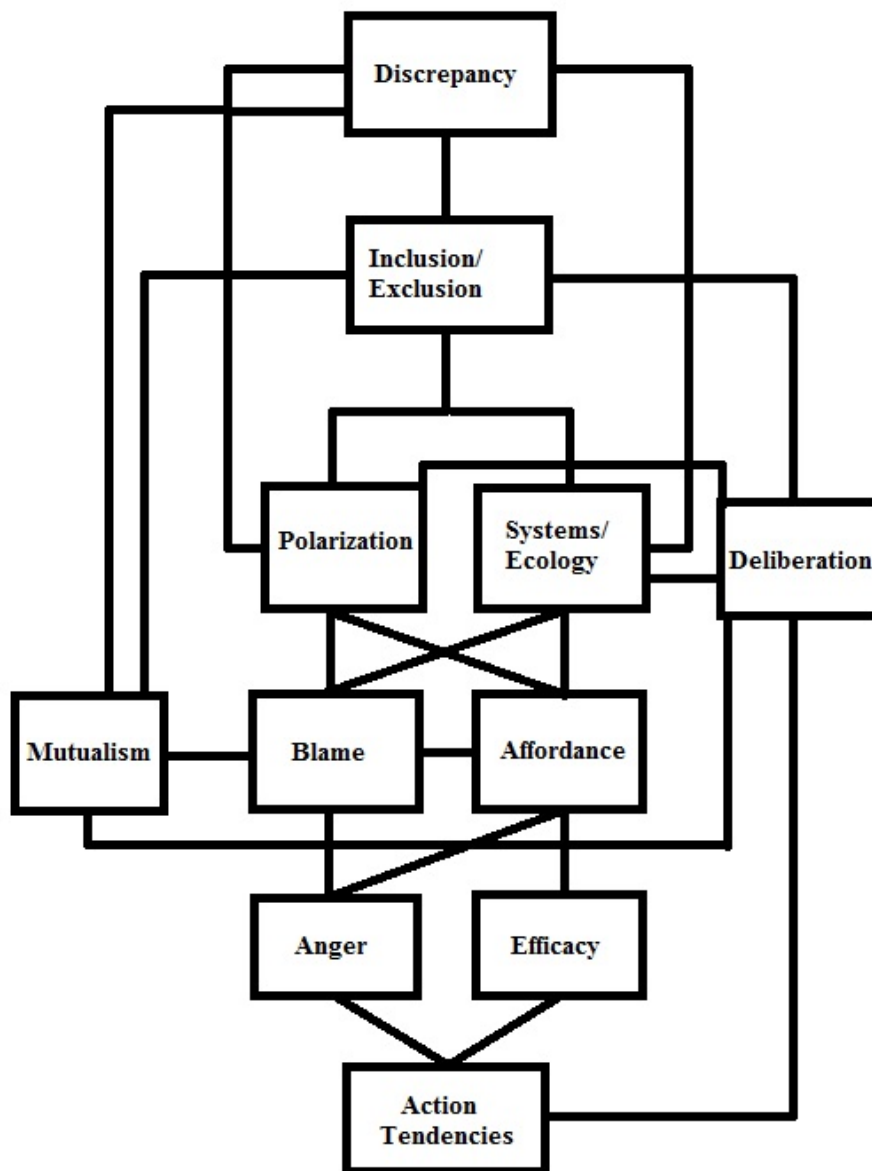 Discrepancy
Inclusion/
Exclusion
Polarization
Systems/
Ecology
Deliberation
Mutualism
Blame
Affordance
Anger
Efficacy
Action
Tendencies